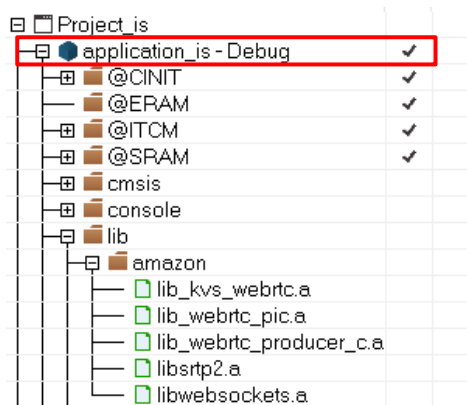 Project_is
application_is - Debug
@CINIT
@ERAM
@ITCM
@SRAM
cmsis
console
lib
amazon
lib_kvs_webrtc.a
lib_webrtc_pic.a
lib_webrtc_producer_c.a
libsrtp2.a
libwebsockets.a